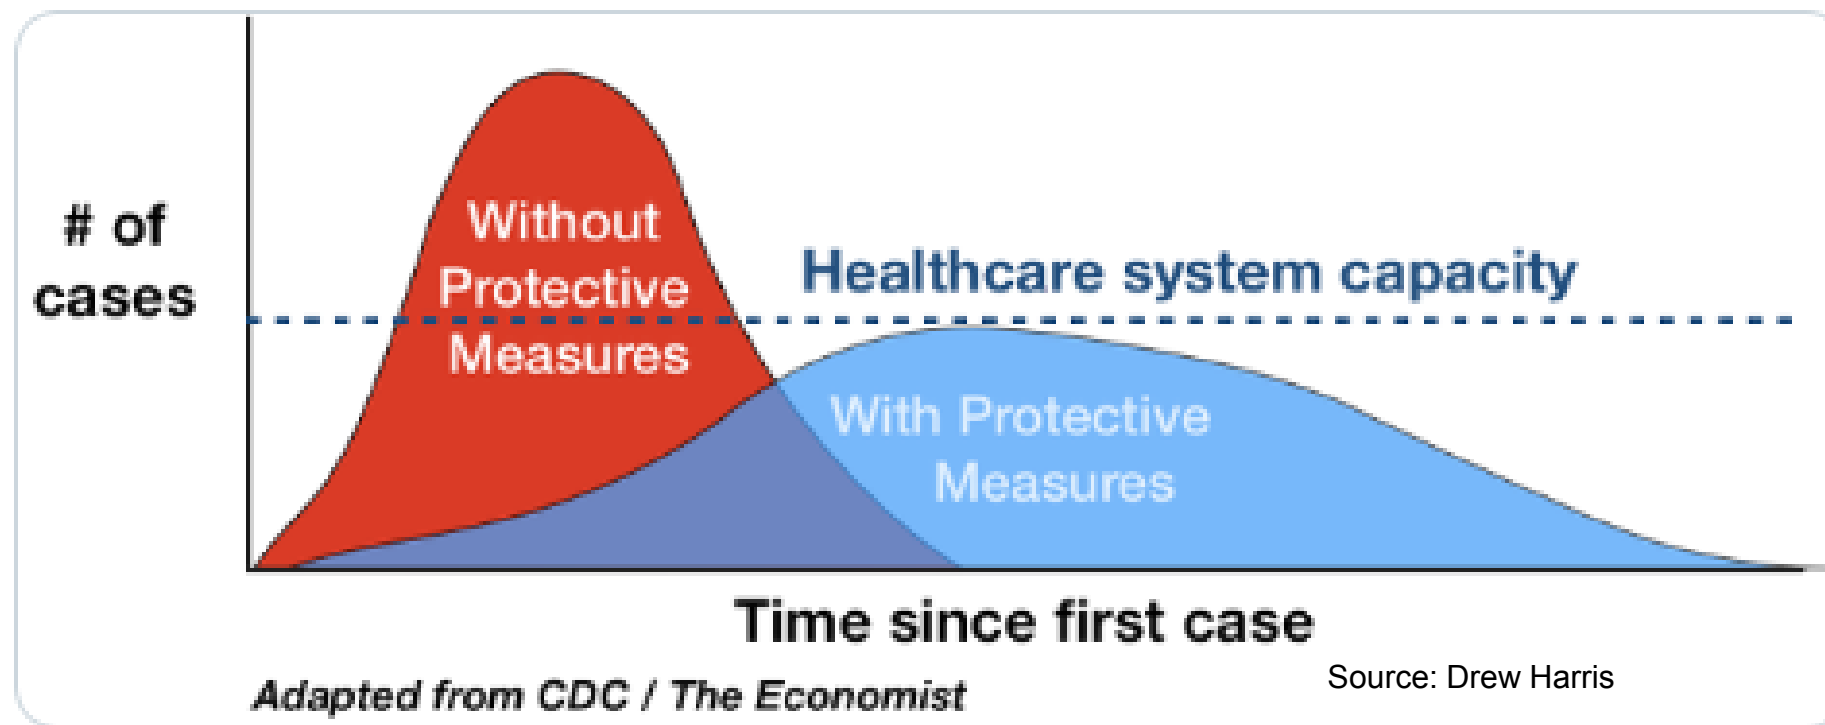 # of
cases
Without
Protective
Measures
Healthcare system capacity
With Protective
Measures
Time since first case
Adapted from CDC / The Economist
Source: Drew Harris